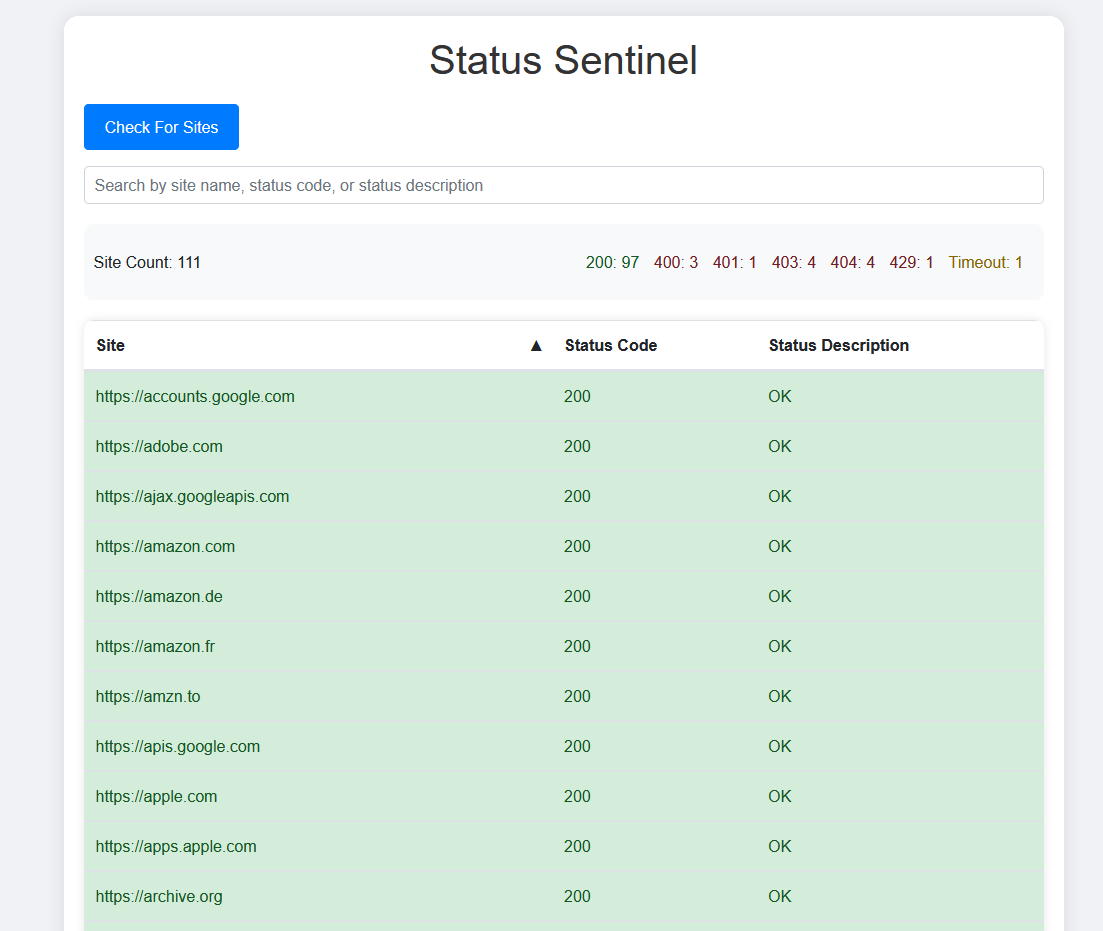 Status Sentinel
Check For Sites
Search by site name, status code, or status description
Site Count: 111 200: 97 400: 3 401: 1 403: 4 404: 4 429: 1 Timeout: 1
Site ▲ Status Code Status Description
https://accounts.google.com 200 OK
https://adobe.com 200 OK
https://ajax.googleapis.com 200 OK
https://amazon.com 200 OK
https://amazon.de 200 OK
https://amazon.fr 200 OK
https://amzn.to 200 OK
https://apis.google.com 200 OK
https://apple.com 200 OK
https://apps.apple.com 200 OK
https://archive.org 200 OK